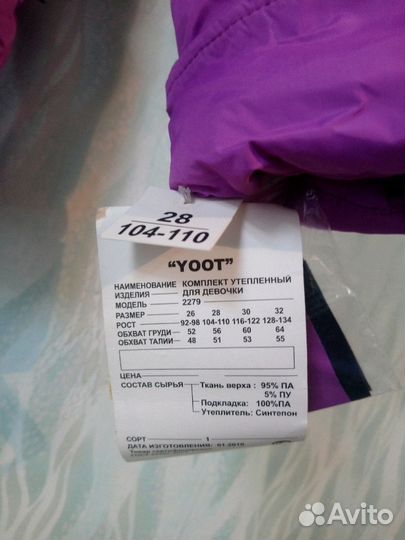 28
104-110
"YOOT"
НАИМЕНОВАНИЕ КОМПЛЕКТ УТЕПЛЕННЫЙ
ИЗДЕЛИЯ ДЛЯ ДЕВОЧКИ
МОДЕЛЬ 2279
РАЗМЕР 26 28 30 32
РОСТ 92-98 104-110 116-122 128-134
ОБХВАТ ГРУДИ 52 56 60 64
ОБХВАТ ТАЛИИ 48 51 53 55
ЦЕНА
СОСТАВ СЫРЬЯ Ткань верха : 95% ПА
5% ПУ
Подкладка: 100%ПА
Утеплитель: Синтепон
СОРТ 1
ДАТА ИЗГОТОВЛЕНИЯ:
Товар
Avito